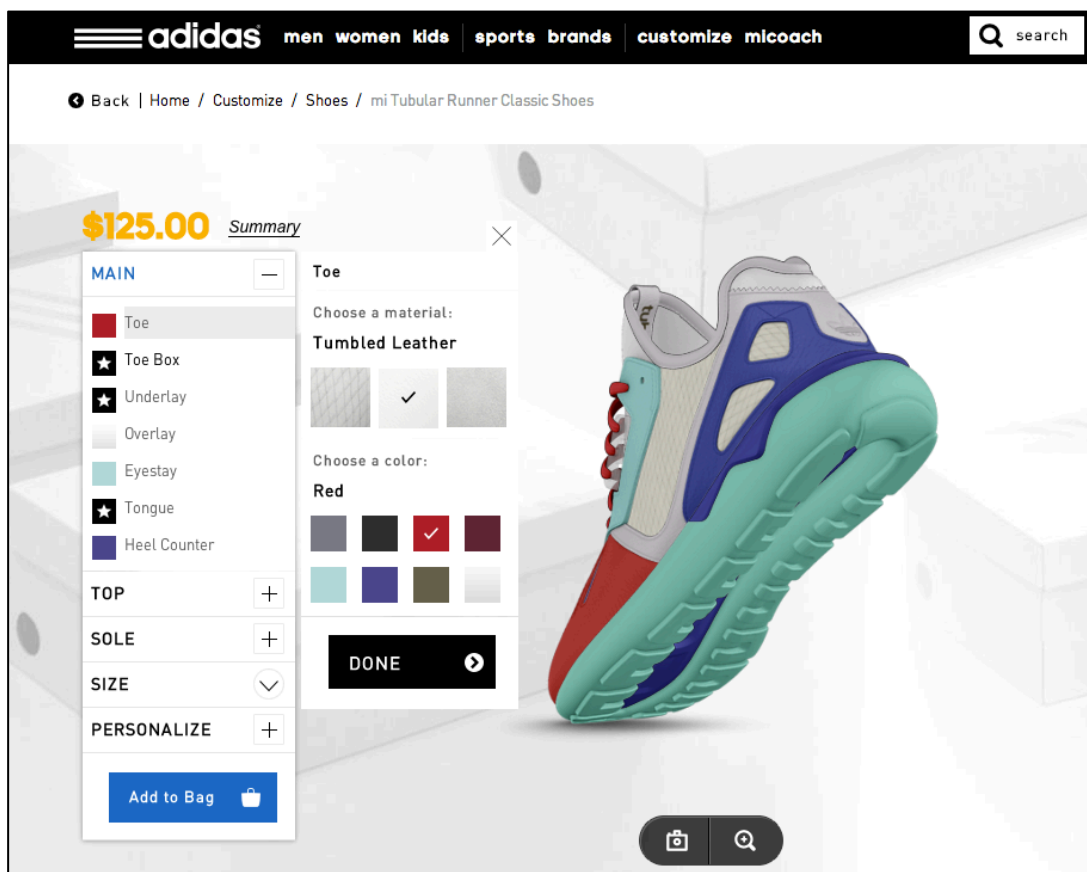 adidas men women kids sports brands customize micoach search
Back | Home / Customize / Shoes / mi Tubular Runner Classic Shoes
$125.00 Summary
MAIN
Toe
Toe Box
Underlay
Overlay
Eyestay
Tongue
Heel Counter
TOP
SOLE
SIZE
PERSONALIZE
Add to Bag
Toe
Choose a material:
Tumbled Leather
Choose a color:
Red
DONE
tu